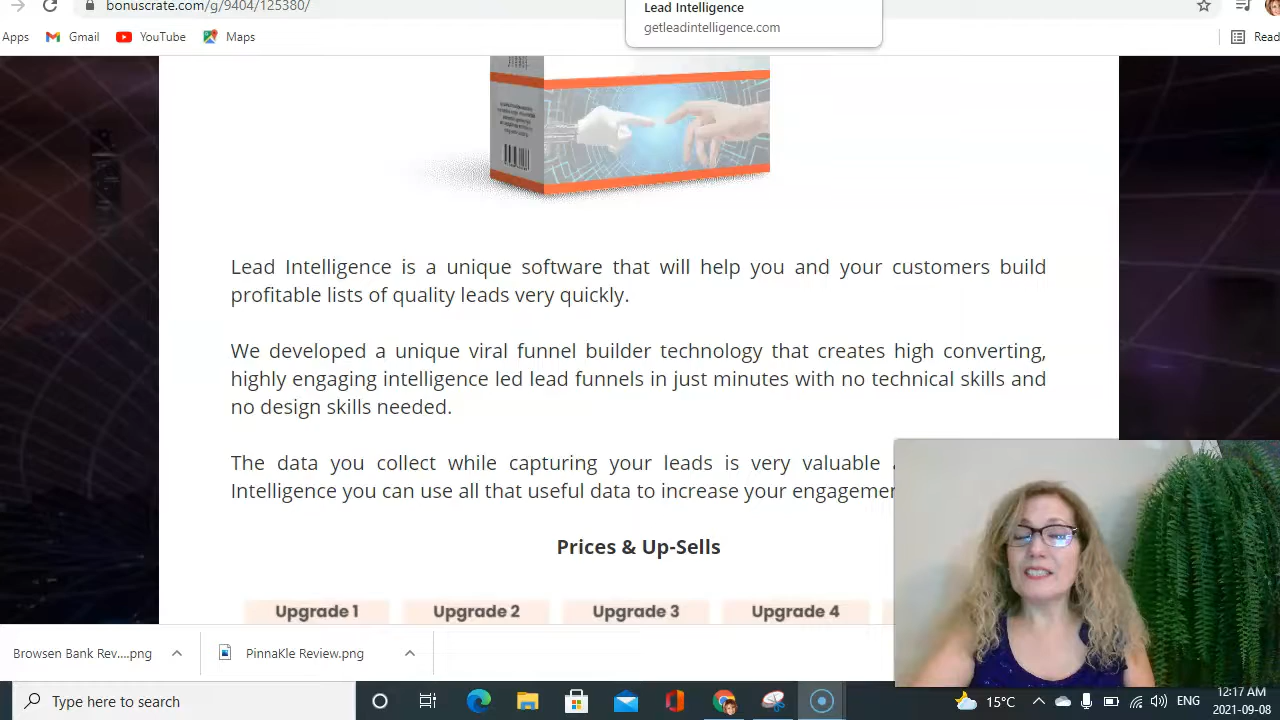 bonuscrate.com/g/9404/125380/
Lead Intelligence
getleadintelligence.com
Apps
Gmail
YouTube
Maps
Read
Lead Intelligence is a unique software that will help you and your customers build
profitable lists of quality leads very quickly.
We developed a unique viral funnel builder technology that creates high converting,
highly engaging intelligence led lead funnels in just minutes with no technical skills and
no design skills needed.
The data you collect while capturing your leads is very valuable
Intelligence you can use all that useful data to increase your
Prices & Up-Sells
Upgrade 1
Upgrade 2
Upgrade 3
Upgrade 4
Browsen Bank Rev....png
PinnaKle Review.png
Type here to search
15°C
ENG
12:17 AM
2021-09-08